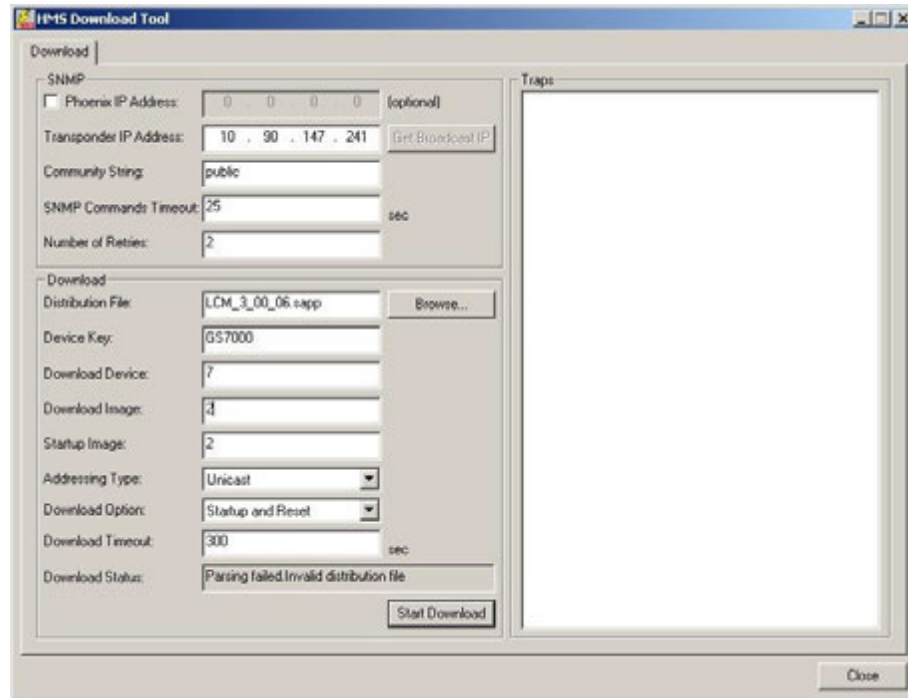 HMS Download Tool
Download
SNMP
Phoenix IP Address: 0 . 0 . 0 . 0 (optional)
Transponder IP Address: 10 . 90 . 147 . 241 Get Broadcast IP
Community String: public
SNMP Commands Timeout: 25 sec
Number of Retries: 2
Download
Distribution File: LCM_3_00_06.sapp Browse...
Device Key: GS7000
Download Device: 7
Download Image: 2
Startup Image: 2
Addressing Type: Unicast
Download Option: Startup and Reset
Download Timeout: 300 sec
Download Status: Parsing failed.Invalid distribution file
Start Download
Traps
Close